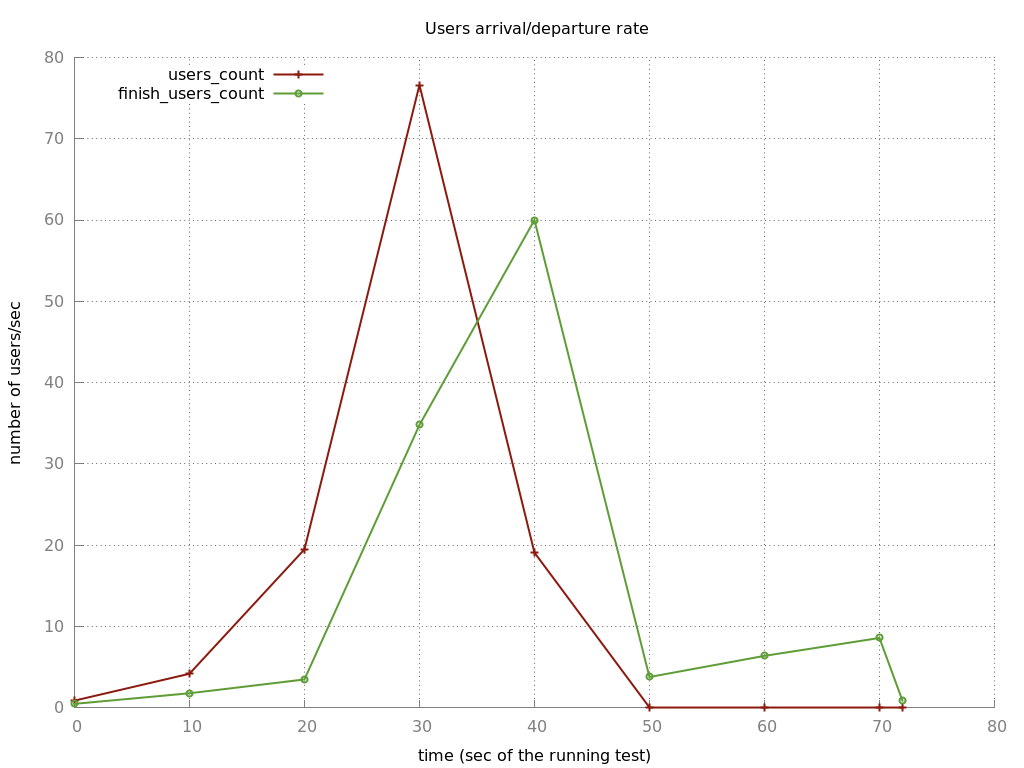 Users arrival/departure rate
users_count
finish_users_count
80
70
60
50
40
30
20
10
0
number of users/sec
0 10 20 30 40 50 60 70 80
time (sec of the running test)